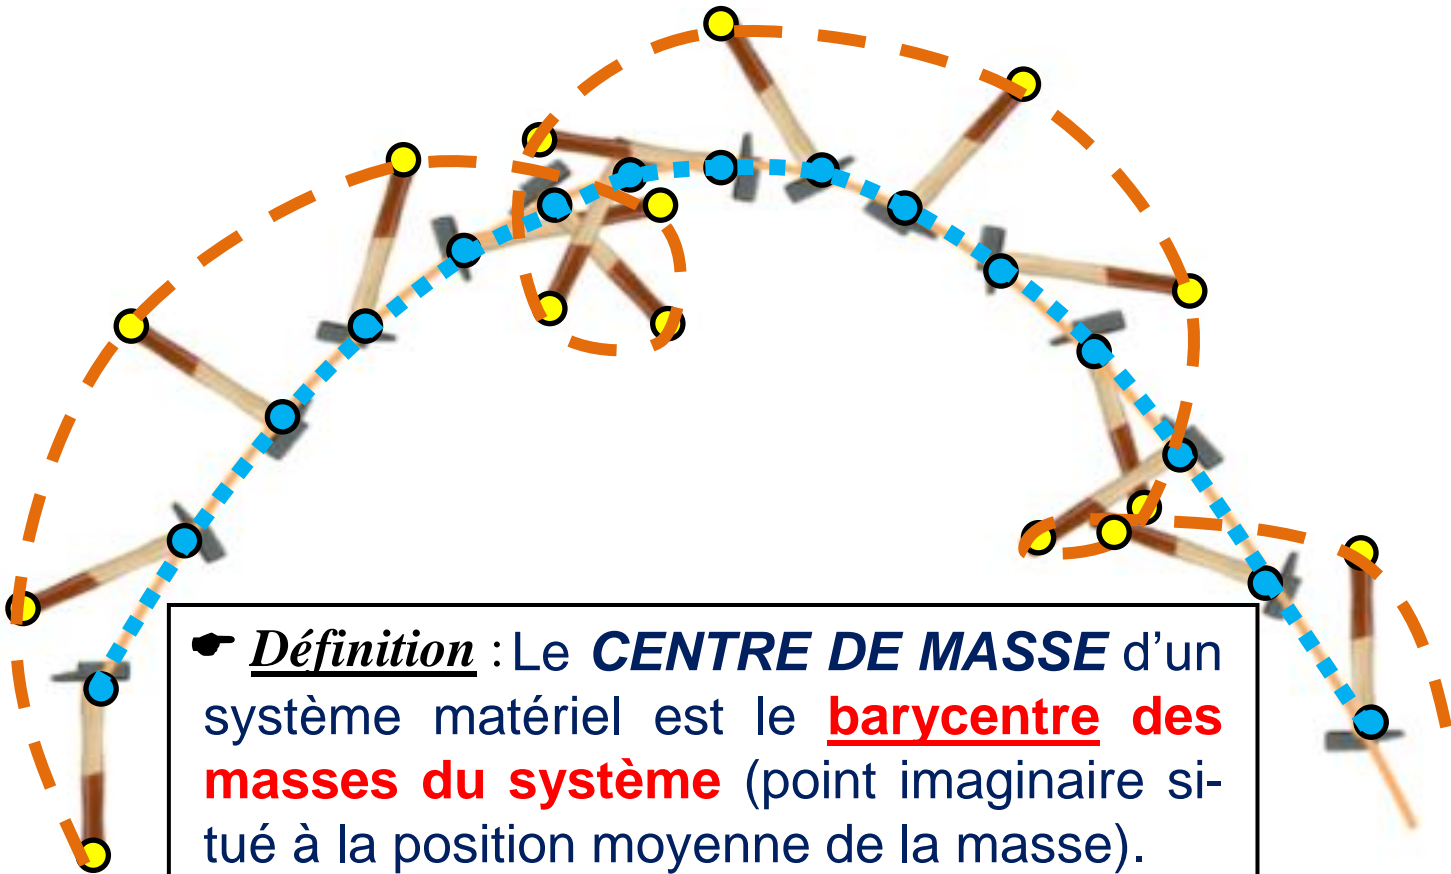 ☛ Définition : Le CENTRE DE MASSE d’un
système matériel est le barycentre des
masses du système (point imaginaire si-
tué à la position moyenne de la masse).